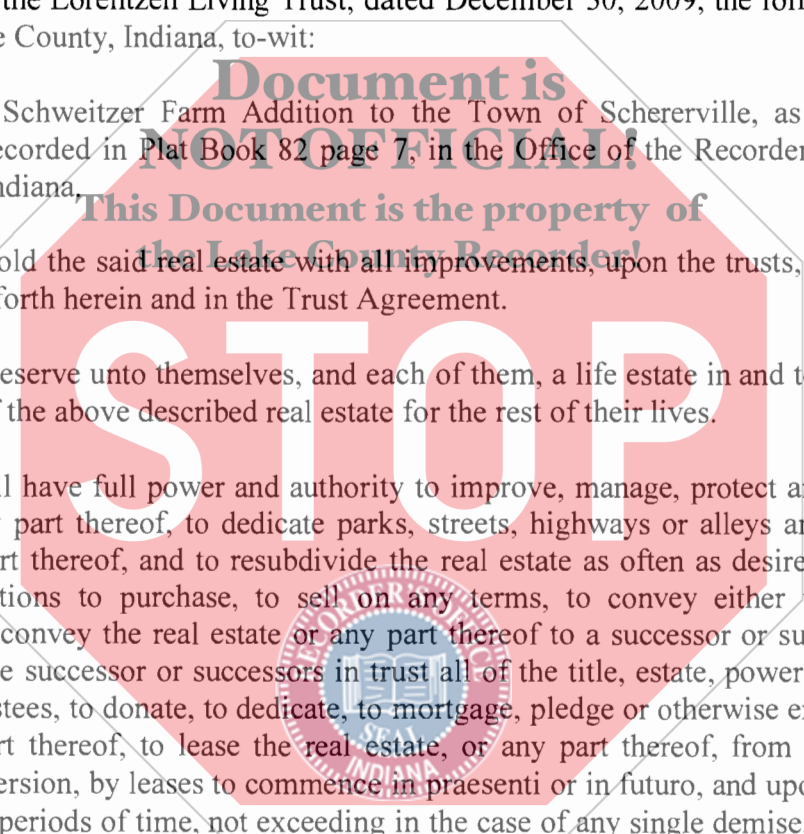 the Lorentzen Living Trust, dated December 30, 2009, the foll
e County, Indiana, to-wit:
Document is
Schweitzer Farm Addition to the Town of Schererville, as
NOT OFFICIAL!
ecorded in Plat Book 82 page 7, in the Office of the Recorder
ndiana.
This Document is the property of
the Lake County Recorder!
old the said real estate with all improvements, upon the trusts,
forth herein and in the Trust Agreement.
STOP
eserve unto themselves, and each of them, a life estate in and t
f the above described real estate for the rest of their lives.
ll have full power and authority to improve, manage, protect a
part thereof, to dedicate parks, streets, highways or alleys a
rt thereof, and to resubdivide the real estate as often as desire
tions to purchase, to sell on any terms, to convey either
convey the real estate or any part thereof to a successor or su
e successor or successors in trust all of the title, estate, power
stees, to donate, to dedicate, to mortgage, pledge or otherwise e
rt thereof, to lease the real estate, or any part thereof, from
ersion, by leases to commence in praesenti or in futuro, and upo
periods of time, not exceeding in the case of any single demise
SEAL
INDIANA